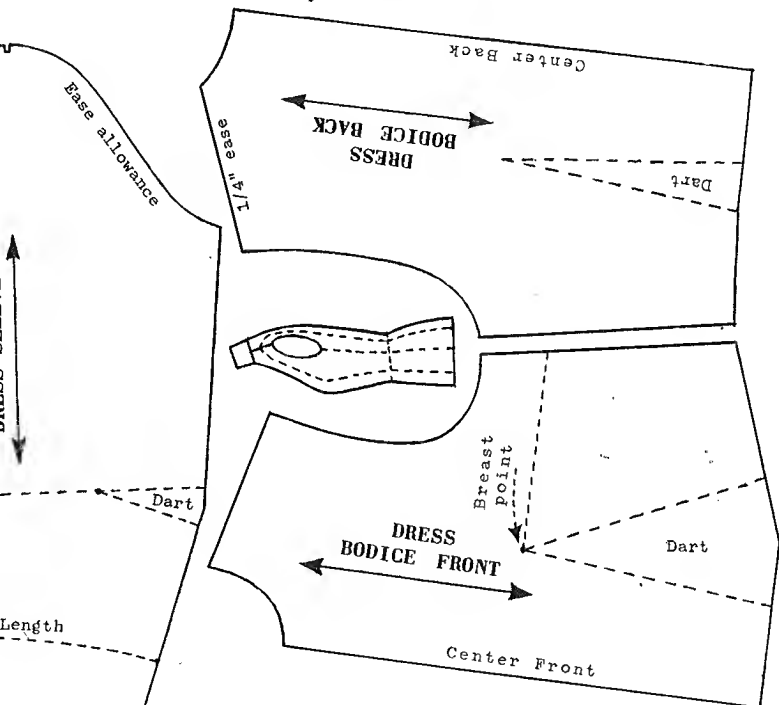 Ease allowance
Dart
Length
Center Back
DRESS
BODICE BACK
1/4" ease
Dart
Breast
point
DRESS
BODICE FRONT
Dart
Center Front